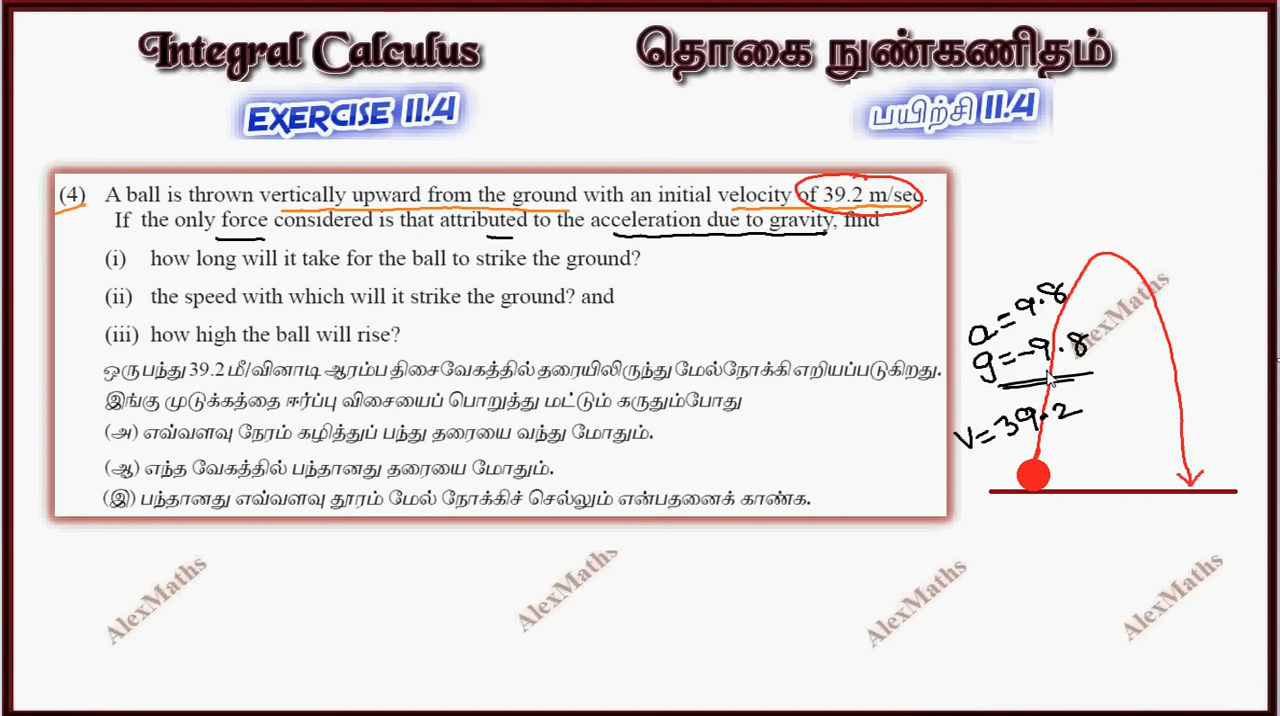 Integral Calculus
தொகை நுண்கணிதம்
EXERCISE 11.4
பயிற்சி 11.4
(4) A ball is thrown vertically upward from the ground with an initial velocity of 39.2 m/sec.
If the only force considered is that attributed to the acceleration due to gravity, find
(i) how long will it take for the ball to strike the ground?
(ii) the speed with which will it strike the ground? and
(iii) how high the ball will rise?
ஒரு பந்து 39.2 மீ/வினாடி ஆரம்ப திசைவேகத்தில் தரையிலிருந்து மேல்நோக்கி எறியப்படுகிறது.
இங்கு முடுக்கத்தை ஈர்ப்பு விசையைப் பொறுத்து மட்டும் கருதும்போது
(அ) எவ்வளவு நேரம் கழித்துப் பந்து தரையை வந்து மோதும்.
(ஆ) எந்த வேகத்தில் பந்தானது தரையை மோதும்.
(இ) பந்தானது எவ்வளவு தூரம் மேல் நோக்கிச் செல்லும் என்பதனைக் காண்க.
a=9.8
g=-9.8
V=39.2
AlexMaths
AlexMaths
AlexMaths
AlexMaths
AlexMaths